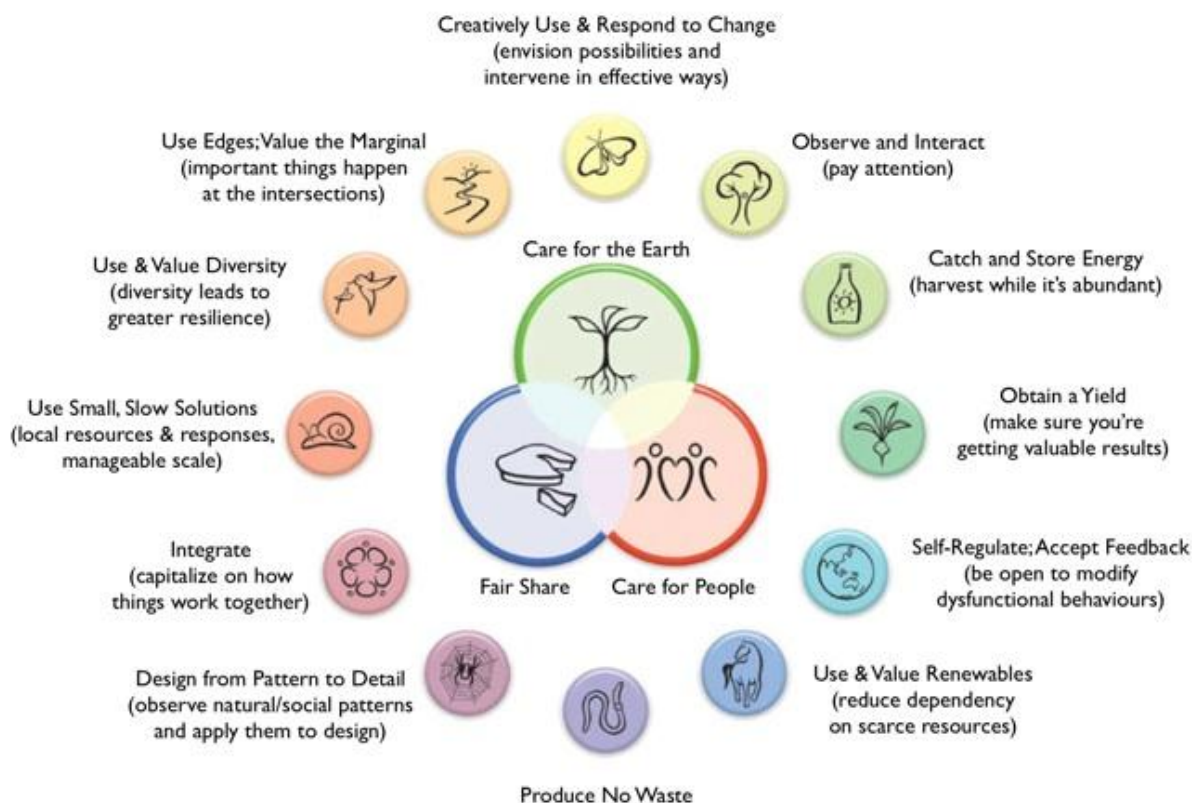 Creatively Use & Respond to Change
(envision possibilities and
intervene in effective ways)
Observe and Interact
(pay attention)
Catch and Store Energy
(harvest while it's abundant)
Obtain a Yield
(make sure you're
getting valuable results)
Self-Regulate; Accept Feedback
(be open to modify
dysfunctional behaviours)
Use & Value Renewables
(reduce dependency
on scarce resources)
Produce No Waste
Design from Pattern to Detail
(observe natural/social patterns
and apply them to design)
Integrate
(capitalize on how
things work together)
Use Small, Slow Solutions
(local resources & responses,
manageable scale)
Use & Value Diversity
(diversity leads to
greater resilience)
Use Edges; Value the Marginal
(important things happen
at the intersections)
Care for the Earth
Fair Share
Care for People